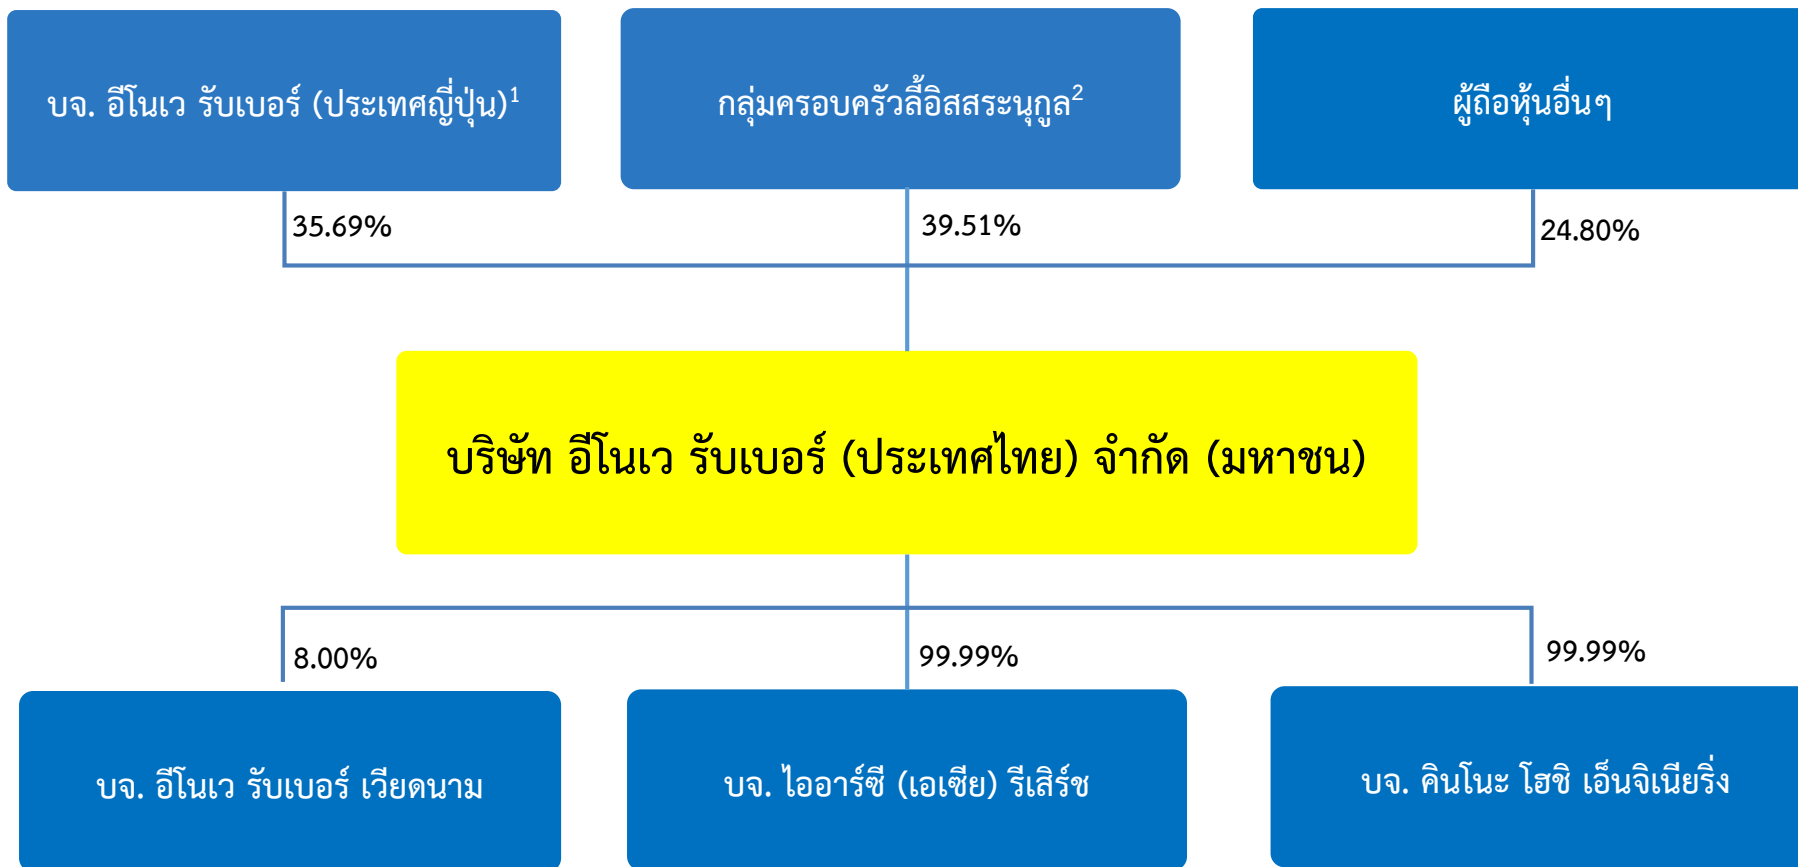 บจ. อีโนเว รับเบอร์ (ประเทศญี่ปุ่น)¹
กลุ่มครอบครัวลี้อิสสระนุกูล²
ผู้ถือหุ้นอื่นๆ
35.69%
39.51%
24.80%
บริษัท อีโนเว รับเบอร์ (ประเทศไทย) จำกัด (มหาชน)
8.00%
99.99%
99.99%
บจ. อีโนเว รับเบอร์ เวียดนาม
บจ. ไออาร์ซี (เอเซีย) รีเสิร์ช
บจ. คินโนะ โฮชิ เอ็นจิเนียริ่ง